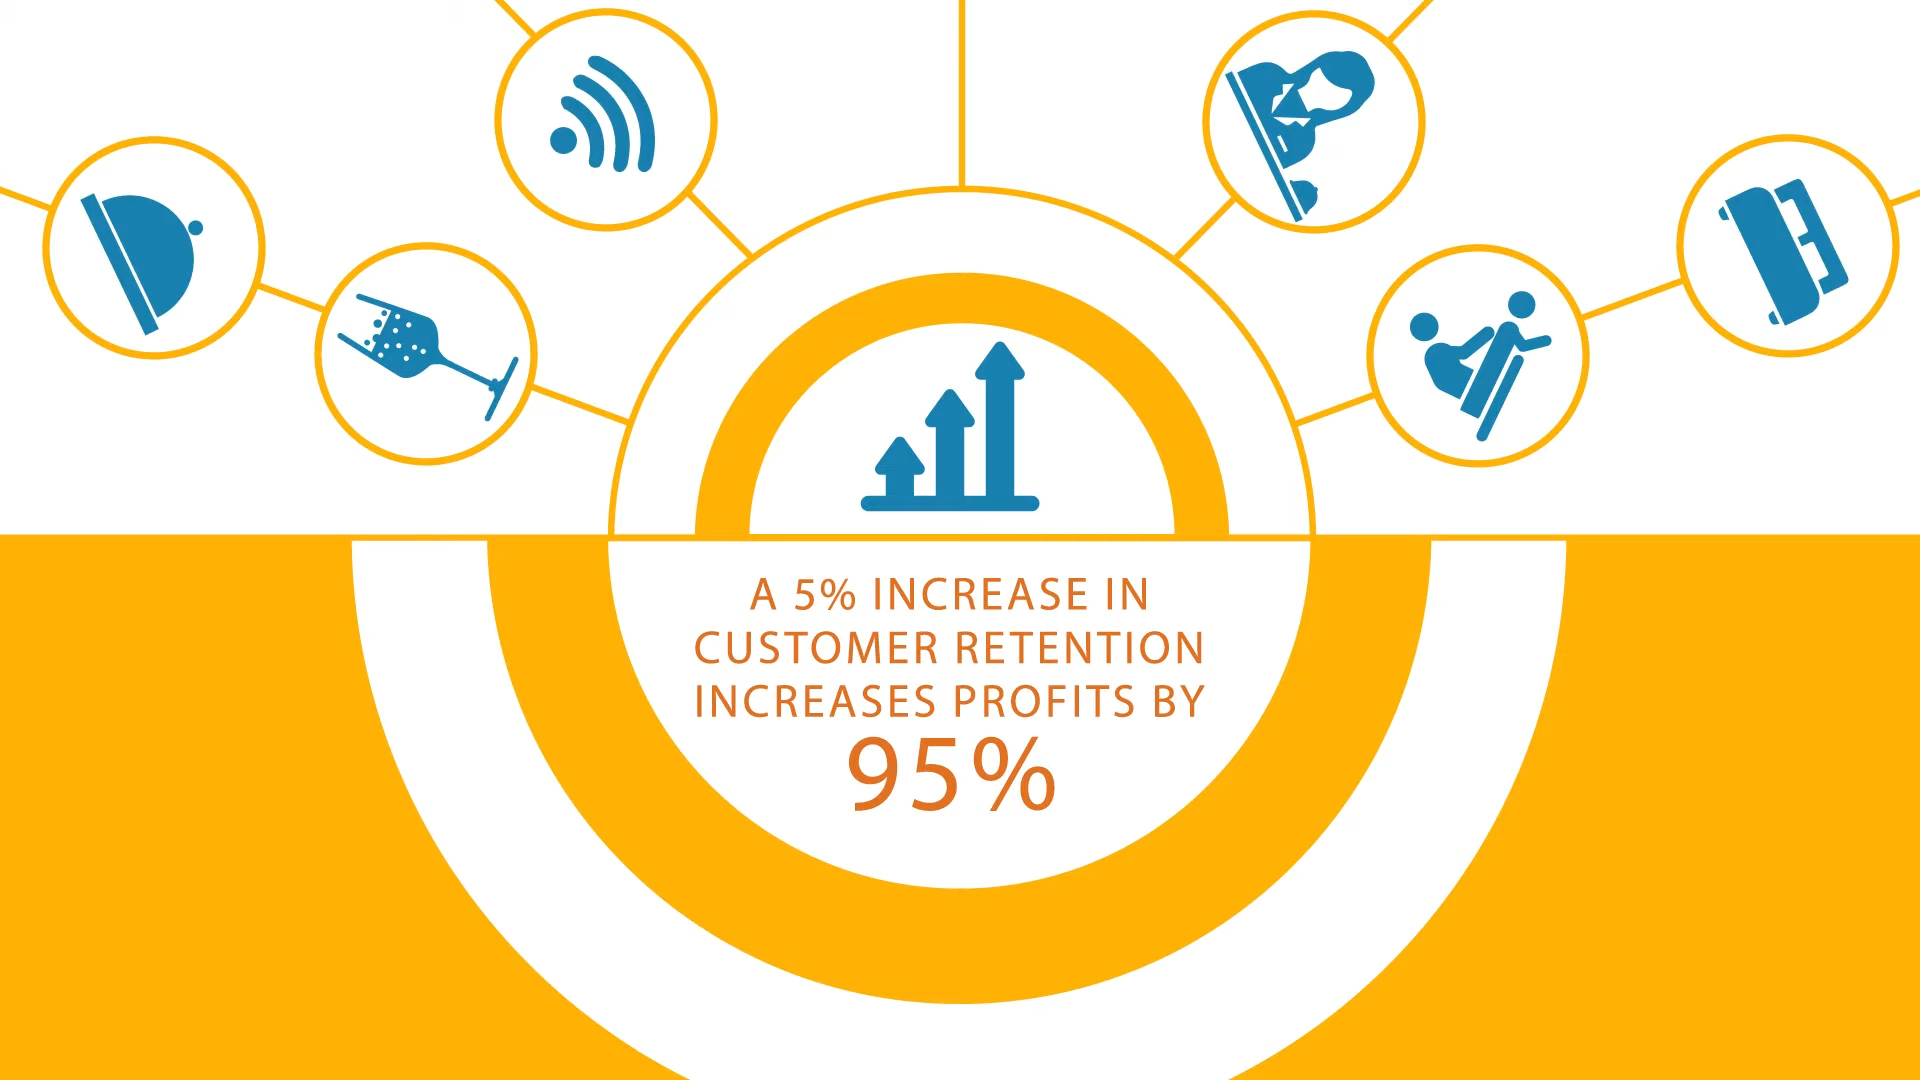 A 5% INCREASE IN
CUSTOMER RETENTION
INCREASES PROFITS BY
95%